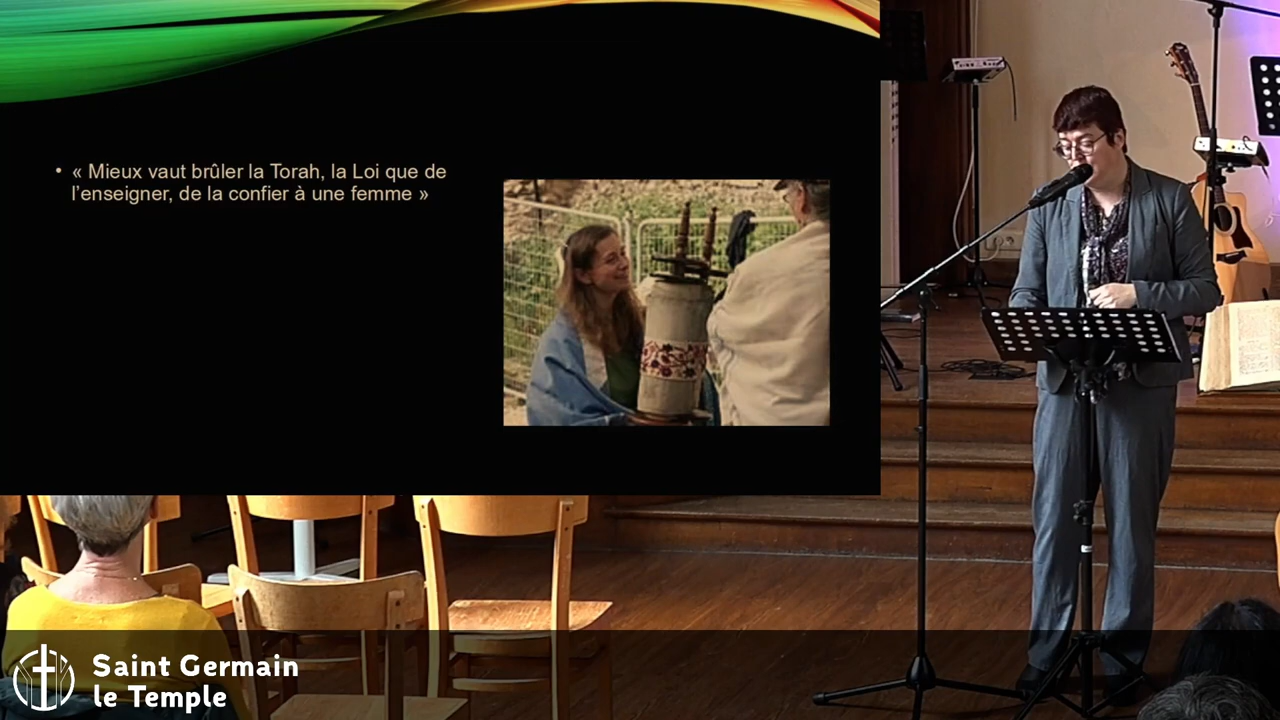 • « Mieux vaut brûler la Torah, la Loi que de
l'enseigner, de la confier à une femme »
Saint Germain
le Temple